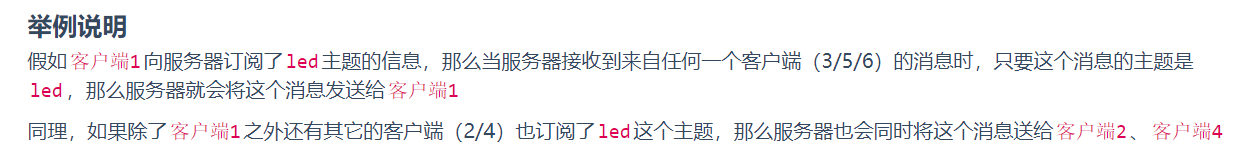 举例说明
假如客户端1向服务器订阅了led主题的信息，那么当服务器接收到来自任何一个客户端（3/5/6）的消息时，只要这个消息的主题是
led，那么服务器就会将这个消息发送给客户端1
同理，如果除了客户端1之外还有其它的客户端（2/4）也订阅了led这个主题，那么服务器也会同时将这个消息送给客户端2、客户端4